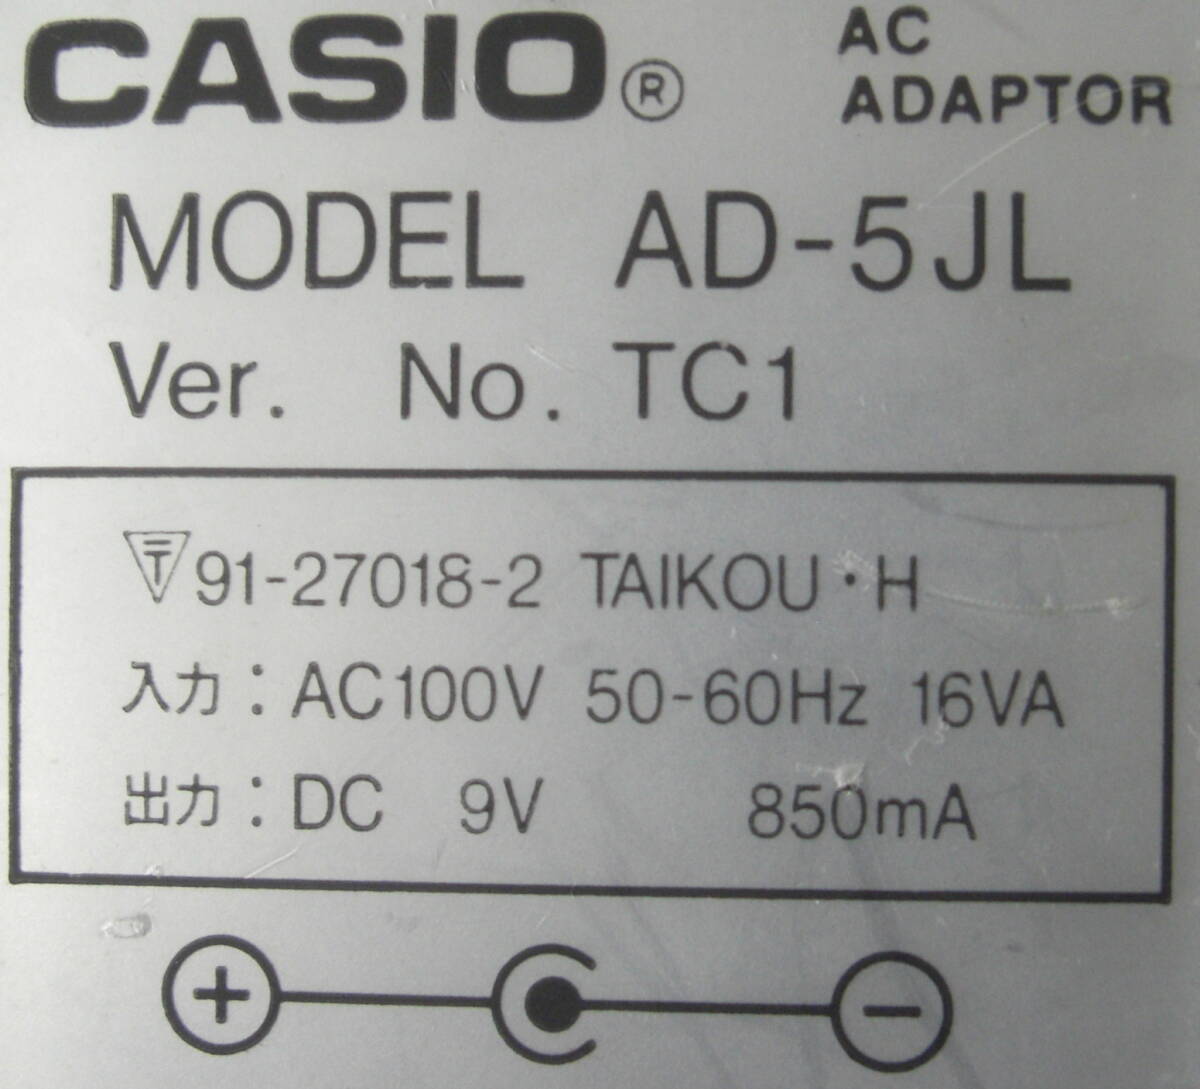 CASIO®
AC
ADAPTOR
MODEL AD-5JL
Ver. No. TC1
〒91-27018-2 TAIKOU・H
入力：AC100V 50-60Hz 16VA
出力：DC 9V 850mA